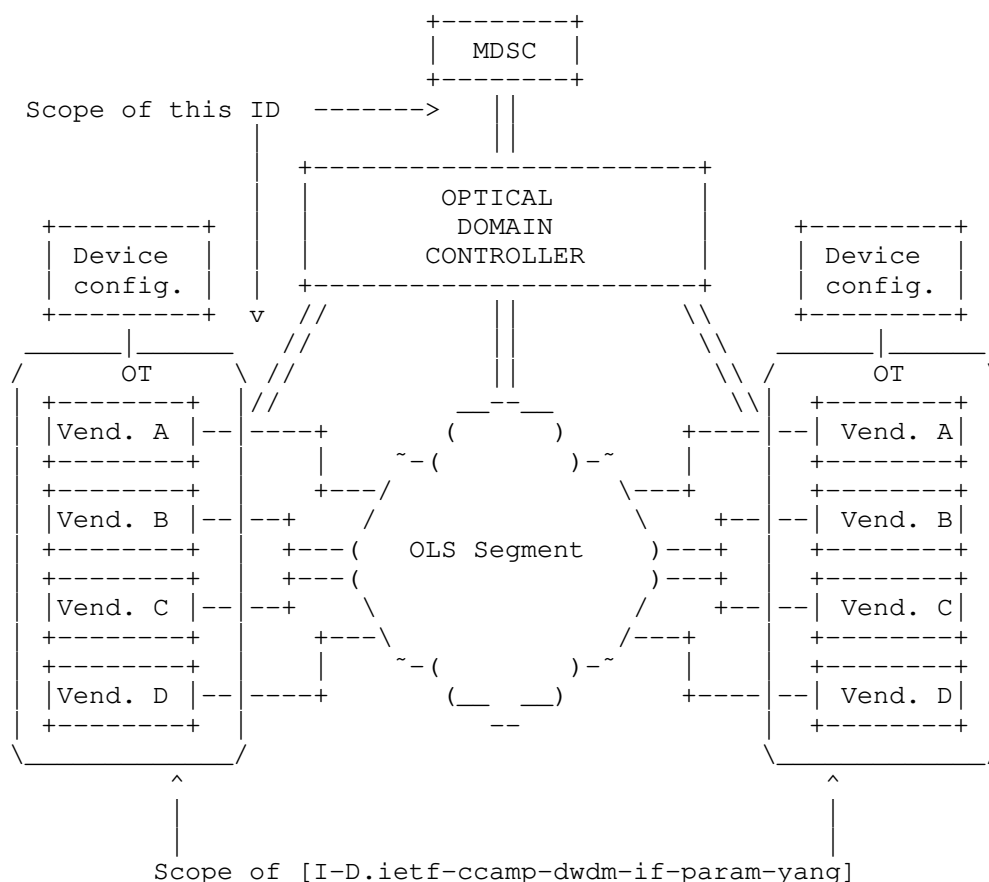 MDSC
Scope of this ID
OPTICAL
DOMAIN
CONTROLLER
Device
config.
Device
config.
OT
OT
Vend. A
Vend. A
Vend. B
Vend. B
OLS Segment
Vend. C
Vend. C
Vend. D
Vend. D
Scope of [I-D.ietf-ccamp-dwdm-if-param-yang]